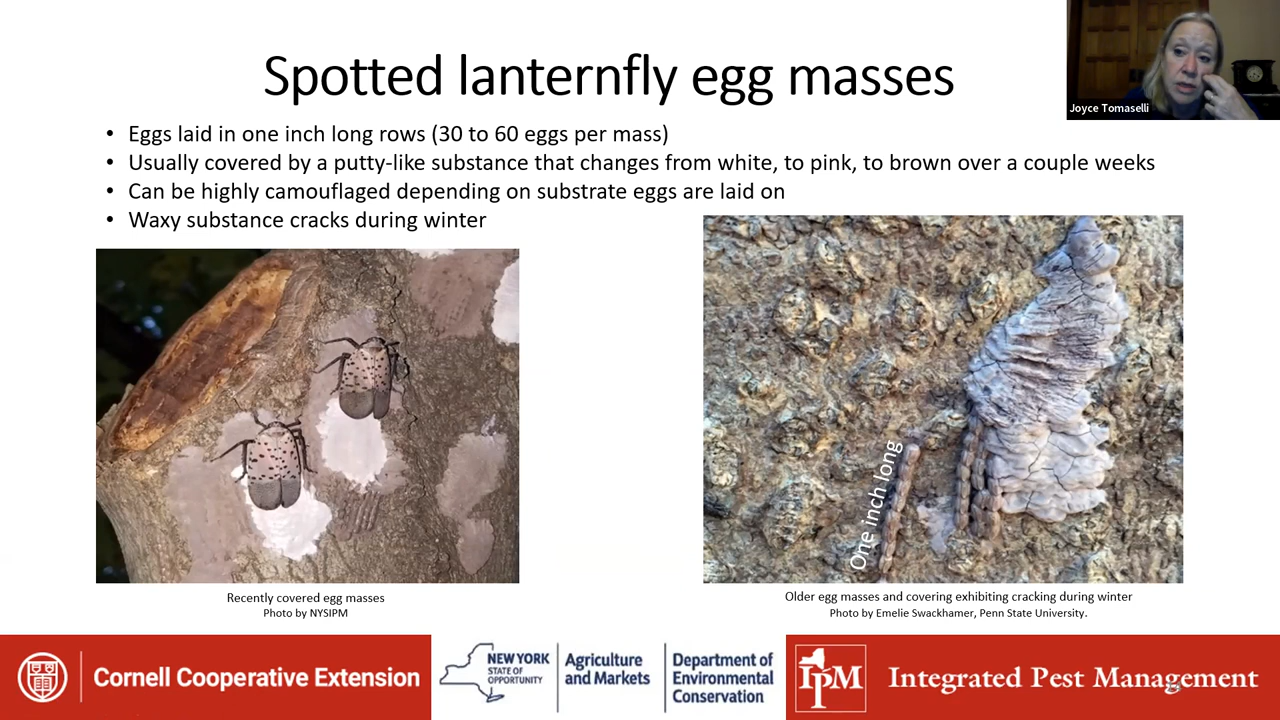 Spotted lanternfly egg masses
Joyce Tomaselli
• Eggs laid in one inch long rows (30 to 60 eggs per mass)
• Usually covered by a putty-like substance that changes from white, to pink, to brown over a couple weeks
• Can be highly camouflaged depending on substrate eggs are laid on
• Waxy substance cracks during winter
One inch long
Recently covered egg masses
Photo by NYSIPM
Older egg masses and covering exhibiting cracking during winter
Photo by Emelie Swackhamer, Penn State University.
Cornell Cooperative Extension
NEW YORK
STATE OF
OPPORTUNITY
Agriculture
and Markets
Department of
Environmental
Conservation
IPM
Integrated Pest Management